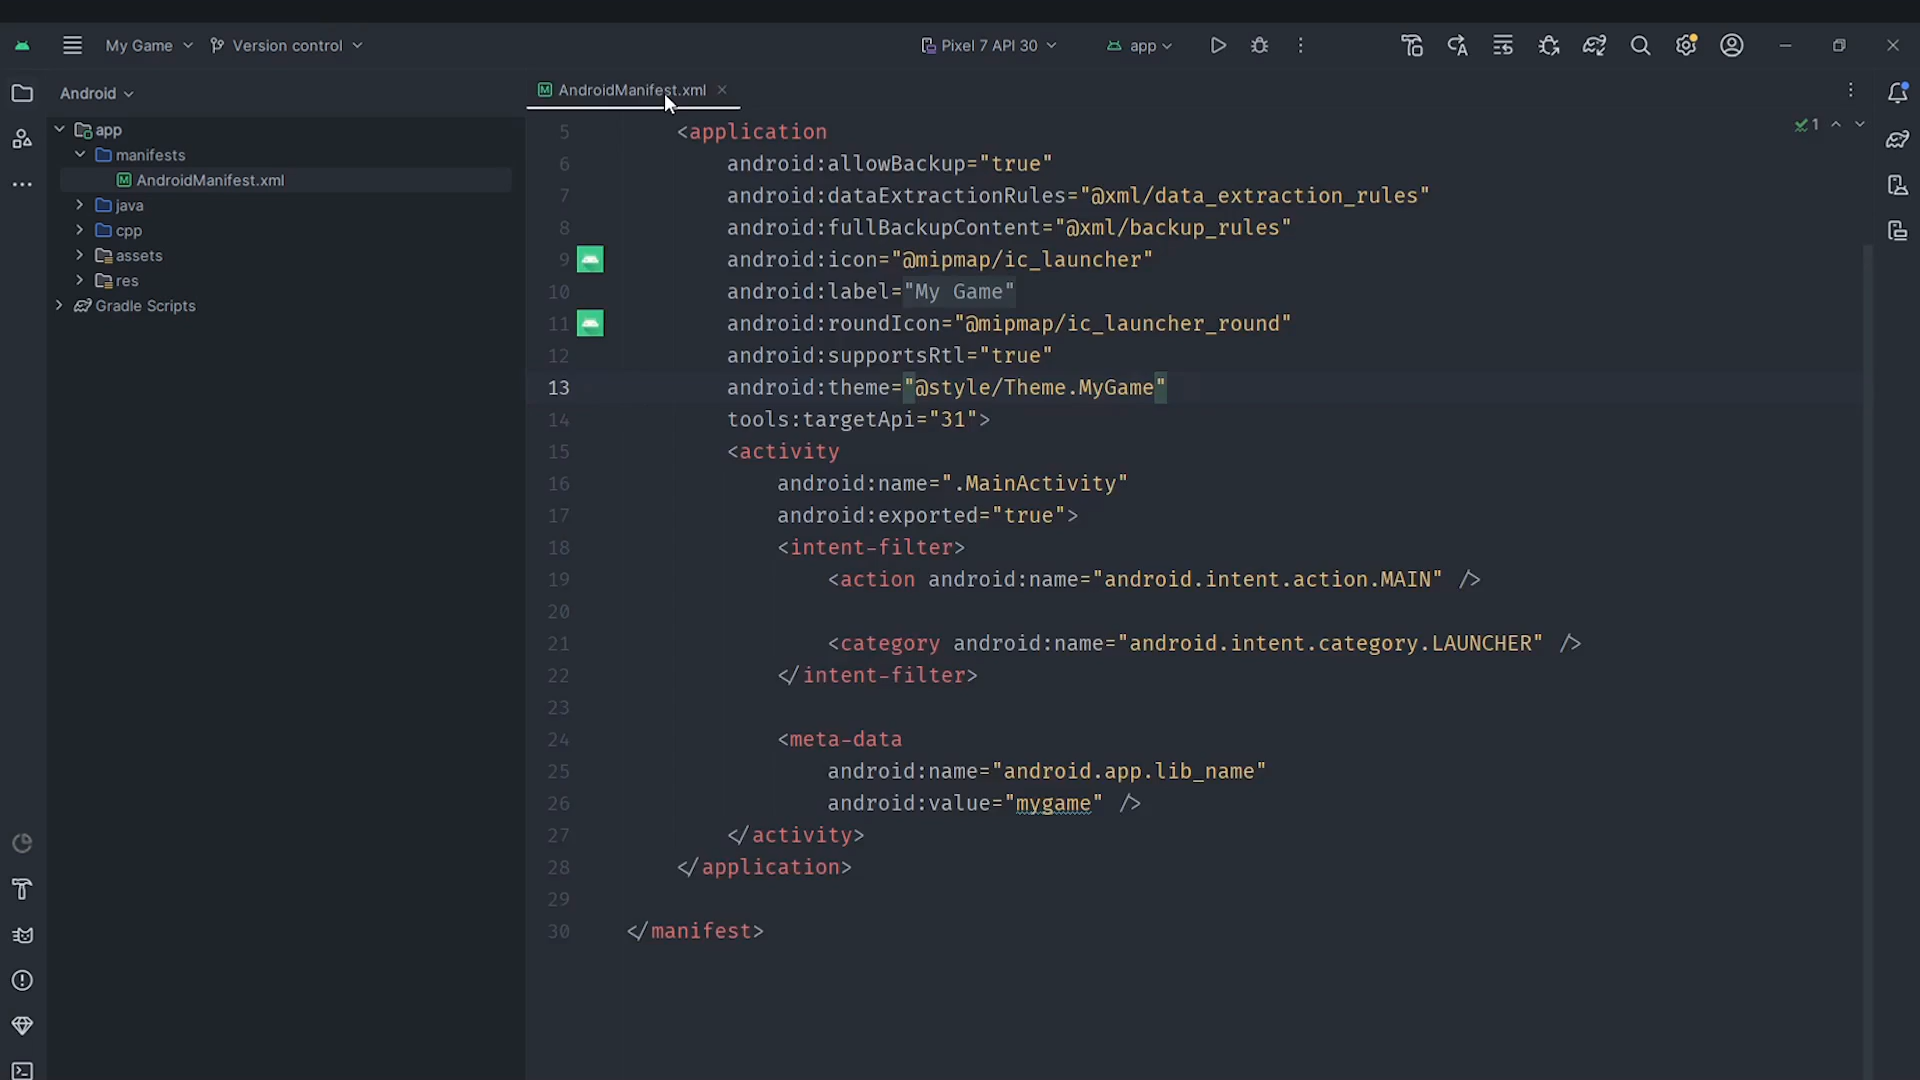 My Game
Version control
Pixel 7 API 30
app
Android
app
manifests
AndroidManifest.xml
java
cpp
assets
res
Gradle Scripts
AndroidManifest.xml
1
5 <application
6 android:allowBackup="true"
7 android:dataExtractionRules="@xml/data_extraction_rules"
8 android:fullBackupContent="@xml/backup_rules"
9 android:icon="@mipmap/ic_launcher"
10 android:label="My Game"
11 android:roundIcon="@mipmap/ic_launcher_round"
12 android:supportsRtl="true"
13 android:theme="@style/Theme.MyGame"
14 tools:targetApi="31">
15 <activity
16 android:name=".MainActivity"
17 android:exported="true">
18 <intent-filter>
19 <action android:name="android.intent.action.MAIN" />
20
21 <category android:name="android.intent.category.LAUNCHER" />
22 </intent-filter>
23
24 <meta-data
25 android:name="android.app.lib_name"
26 android:value="mygame" />
27 </activity>
28 </application>
29
30 </manifest>